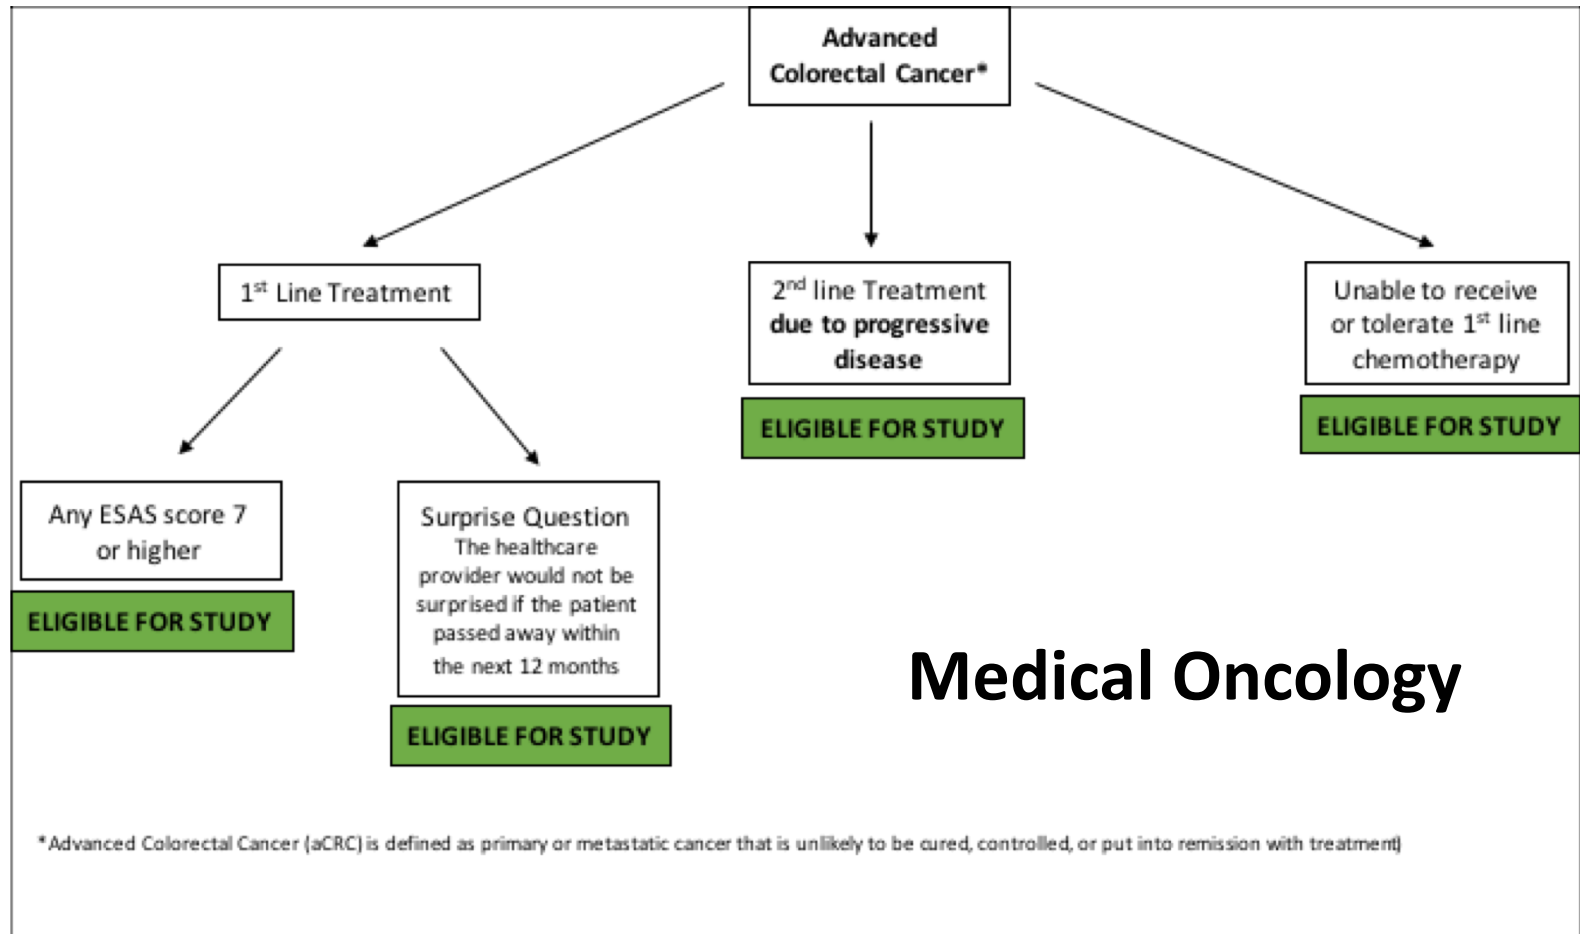 Advanced
Colorectal Cancer*
1st Line Treatment
2nd line Treatment
due to progressive
disease
ELIGIBLE FOR STUDY
Unable to receive
or tolerate 1st line
chemotherapy
ELIGIBLE FOR STUDY
Any ESAS score 7
or higher
ELIGIBLE FOR STUDY
Surprise Question
The healthcare
provider would not be
surprised if the patient
passed away within
the next 12 months
ELIGIBLE FOR STUDY
Medical Oncology
*Advanced Colorectal Cancer (aCRC) is defined as primary or metastatic cancer that is unlikely to be cured, controlled, or put into remission with treatment)